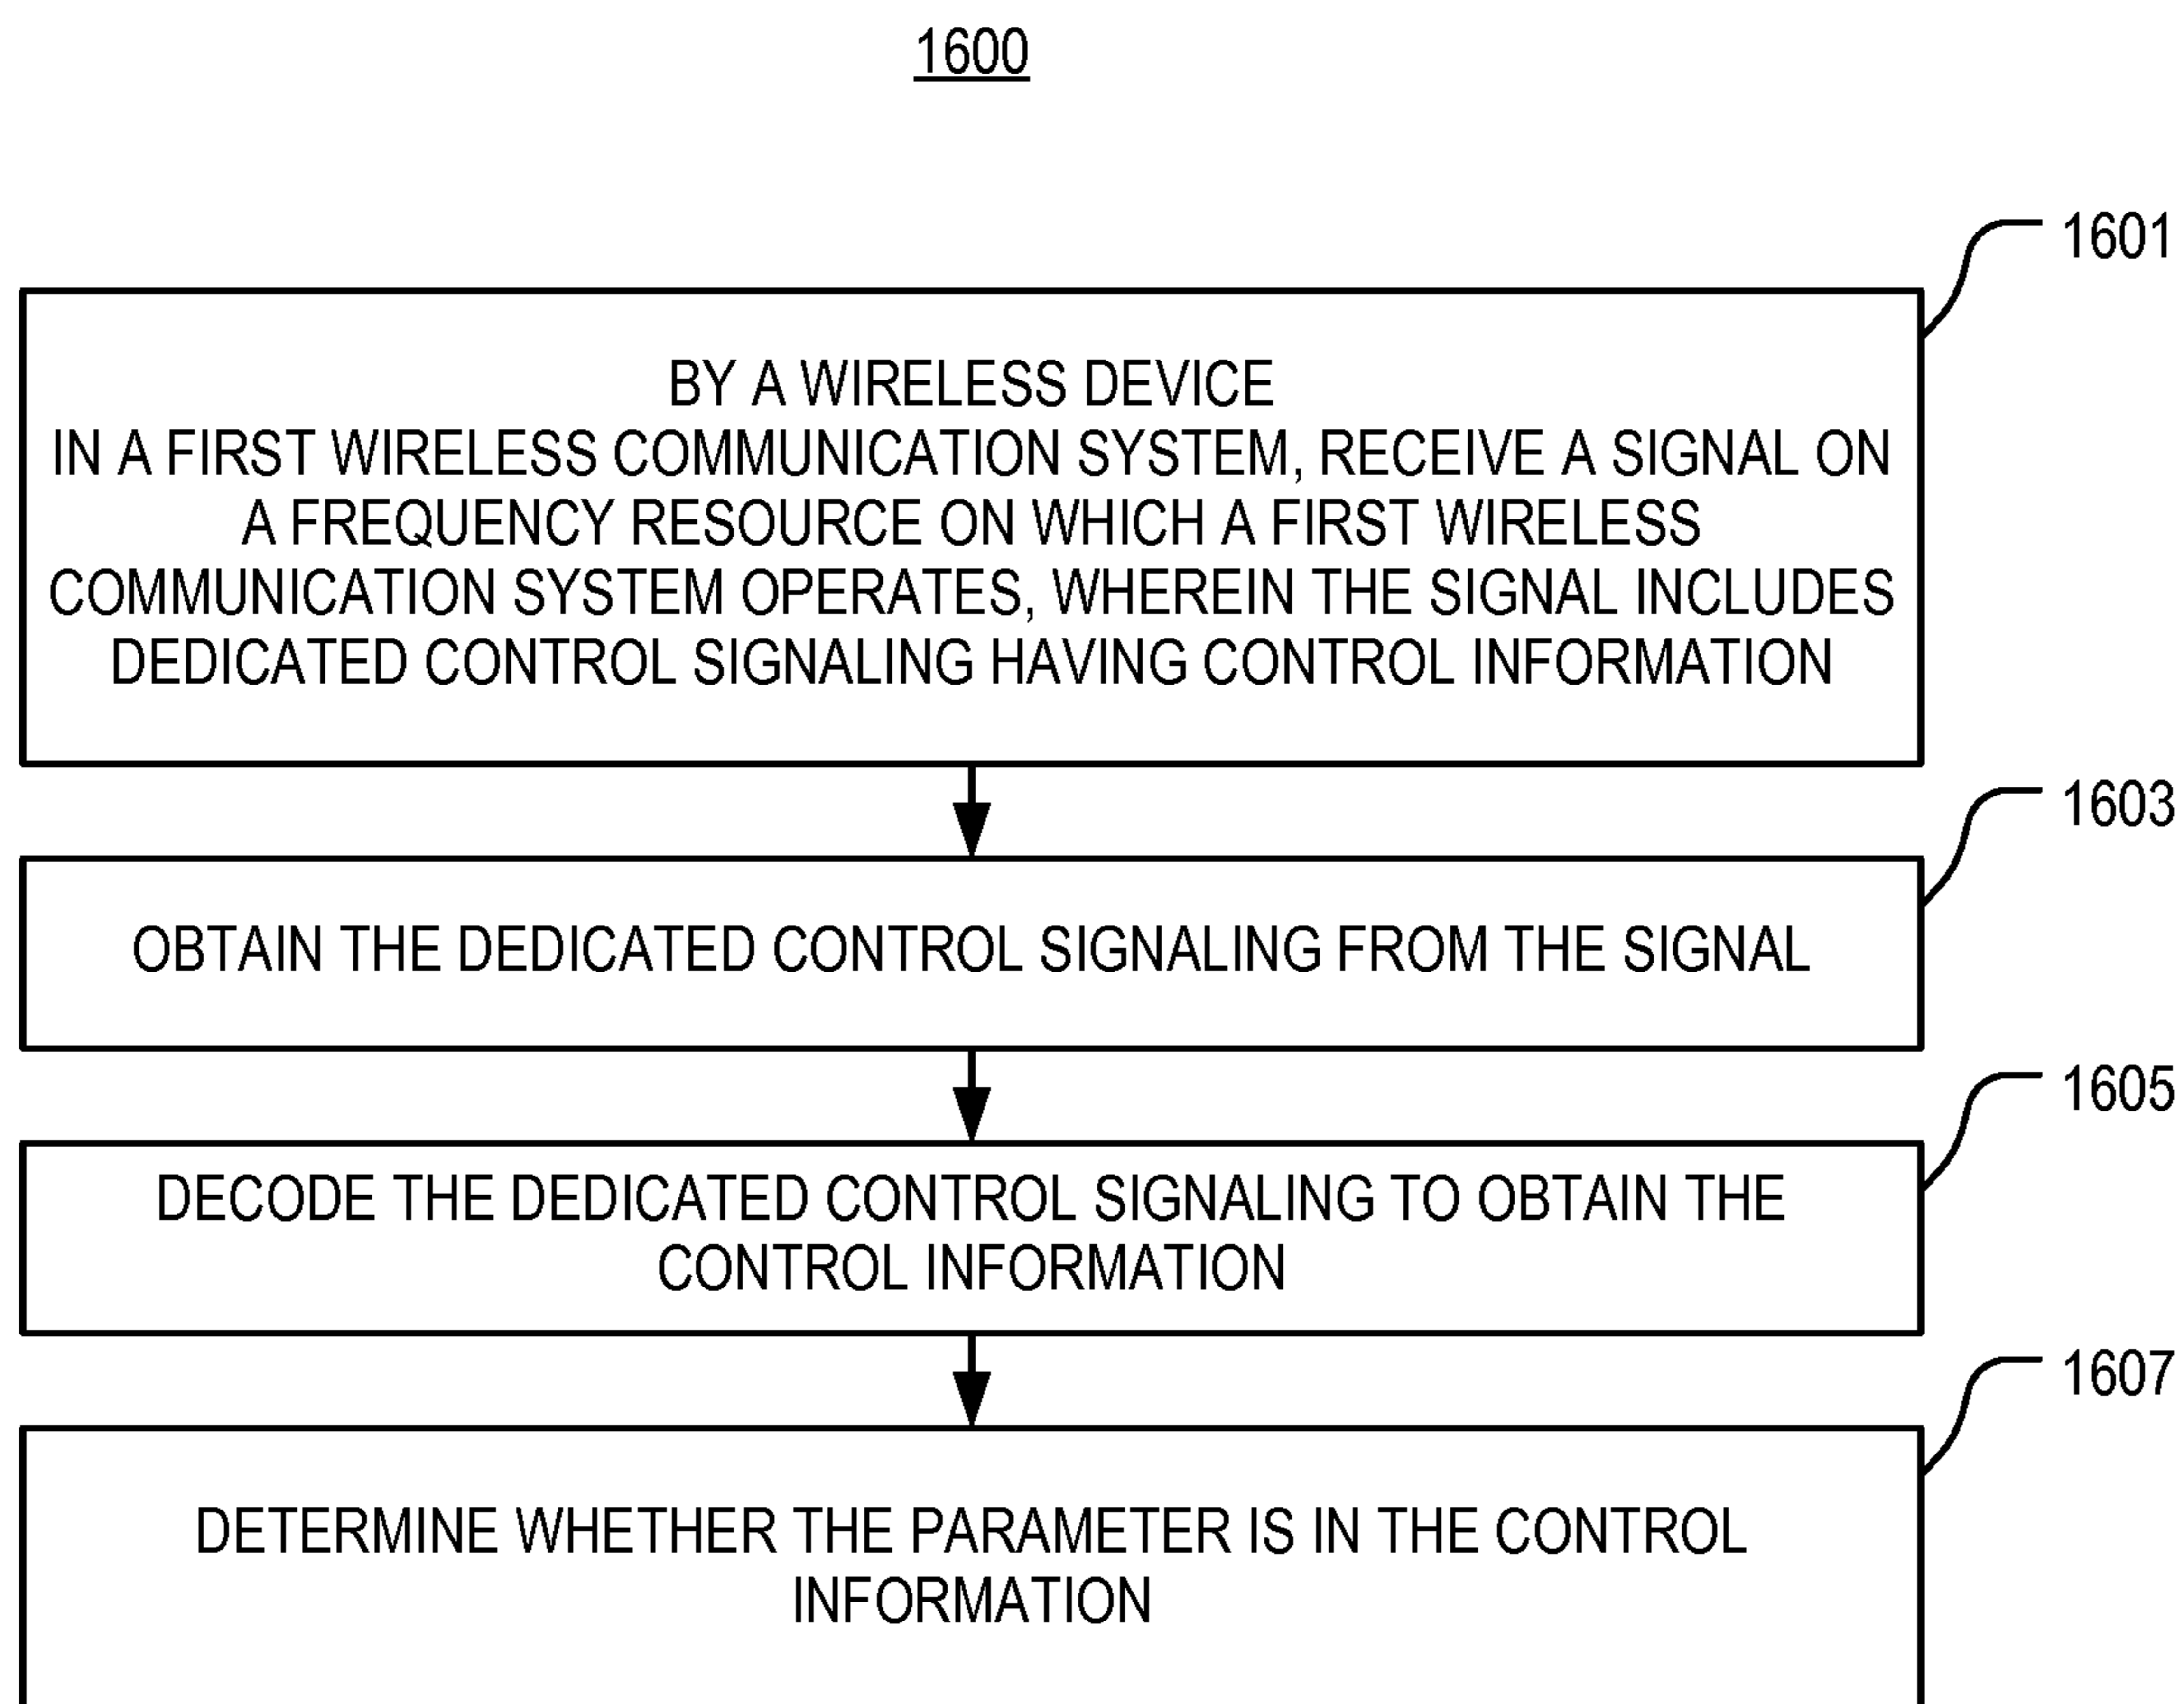 1600
1601
BY A WIRELESS DEVICE
IN A FIRST WIRELESS COMMUNICATION SYSTEM, RECEIVE A SIGNAL ON
A FREQUENCY RESOURCE ON WHICH A FIRST WIRELESS
COMMUNICATION SYSTEM OPERATES, WHEREIN THE SIGNAL INCLUDES
DEDICATED CONTROL SIGNALING HAVING CONTROL INFORMATION
1603
OBTAIN THE DEDICATED CONTROL SIGNALING FROM THE SIGNAL
1605
DECODE THE DEDICATED CONTROL SIGNALING TO OBTAIN THE
CONTROL INFORMATION
1607
DETERMINE WHETHER THE PARAMETER IS IN THE CONTROL
INFORMATION